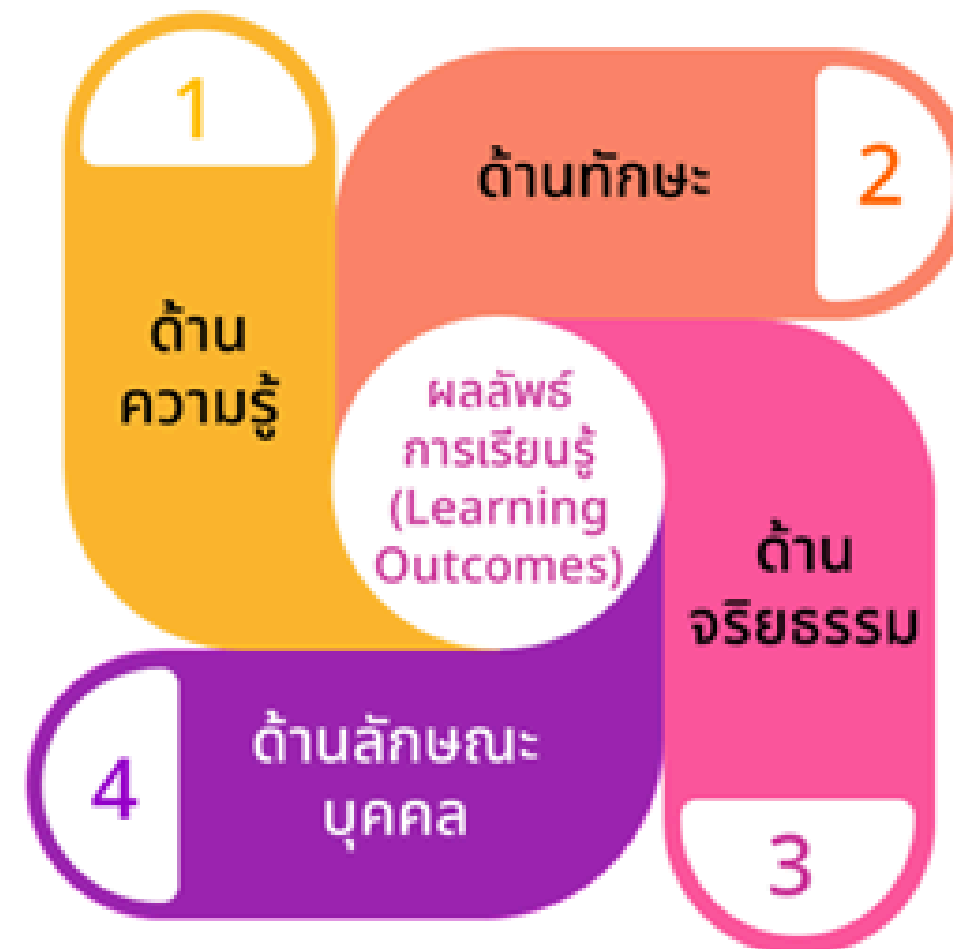 1
ด้าน
ความรู้
ด้านทักษะ
2
ผลลัพธ์
การเรียนรู้
(Learning
Outcomes)
ด้าน
จริยธรรม
3
4
ด้านลักษณะ
บุคคล